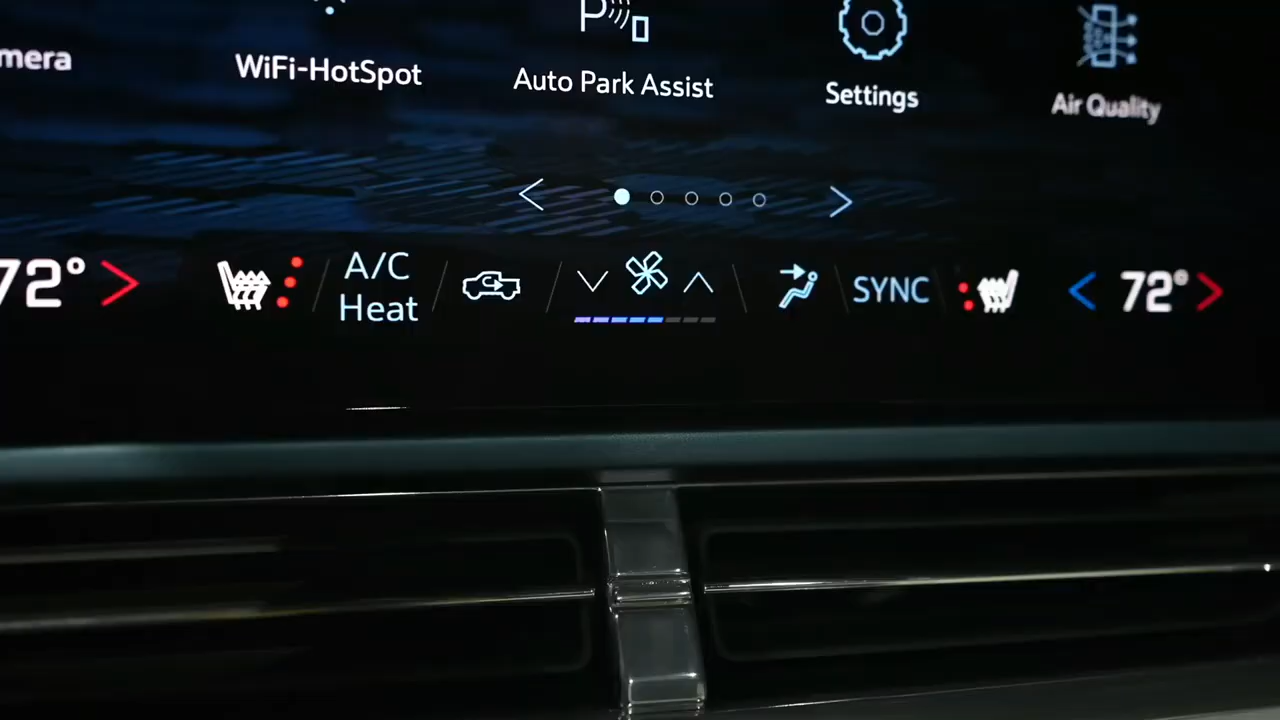 mera
WiFi-HotSpot
Auto Park Assist
Settings
Air Quality
72°
A/C
Heat
SYNC
72°